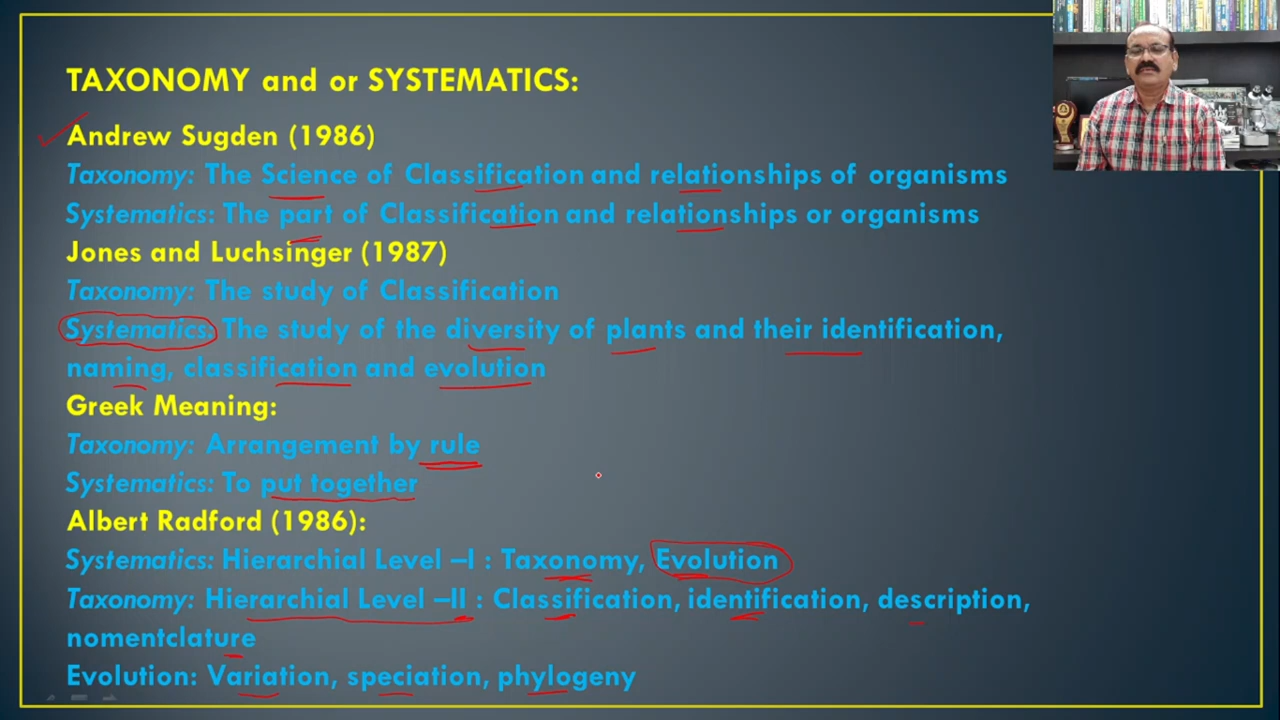 TAXONOMY and or SYSTEMATICS:
Andrew Sugden (1986)
Taxonomy: The Science of Classification and relationships of organisms
Systematics: The part of Classification and relationships or organisms
Jones and Luchsinger (1987)
Taxonomy: The study of Classification
Systematics: The study of the diversity of plants and their identification,
naming, classification and evolution
Greek Meaning:
Taxonomy: Arrangement by rule
Systematics: To put together
Albert Radford (1986):
Systematics: Hierarchial Level –I : Taxonomy, Evolution
Taxonomy: Hierarchial Level –II : Classification, identification, description,
nomentclature
Evolution: Variation, speciation, phylogeny